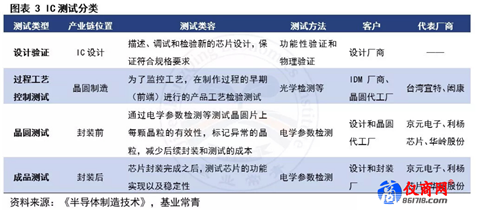 图表 3 IC测试分类
测试类型 产业链位置 测试类容 测试方法 客户 代表厂商
设计验证 IC 设计 描述、调试和检验新的芯片设计，保证符合规格要求 功能性验证和物理验证 设计厂商 ——
过程工艺控制测试 晶圆制造 为了监控工艺，在制作过程的早期（前端）进行的产品工艺检验测试 光学检测等 IDM 厂商、晶圆代工厂 台湾宜特、闳康
晶圆测试 封装前 通过电学参数检测等测试晶圆片上每颗晶粒的有效性，标记异常的晶粒，减少后续封装和测试的成本 电学参数检测 设计和晶圆代工厂 京元电子、利杨芯片、华岭股份
成品测试 封装后 芯片封装完成之后，测试芯片的功能实现以及稳定性 电学参数检测 设计和封装厂 京元电子、利杨芯片、华岭股份
资料来源：《半导体制造技术》，基业常青
仪商网
861718.com